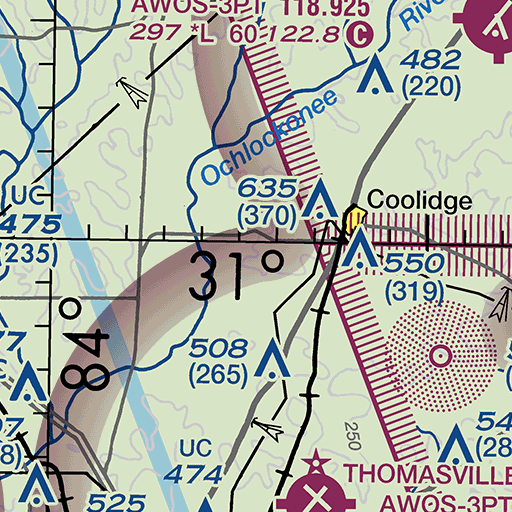 AWOS-3PT 118.925
297 *L 60 122.8 C
River
482
(220)
Ochlockonee
UC
475
(235)
635
(370)
Coolidge
31°
550
(319)
84°
508
(265)
250
UC
474
525
THOMASVILLE
AWOS-3PT